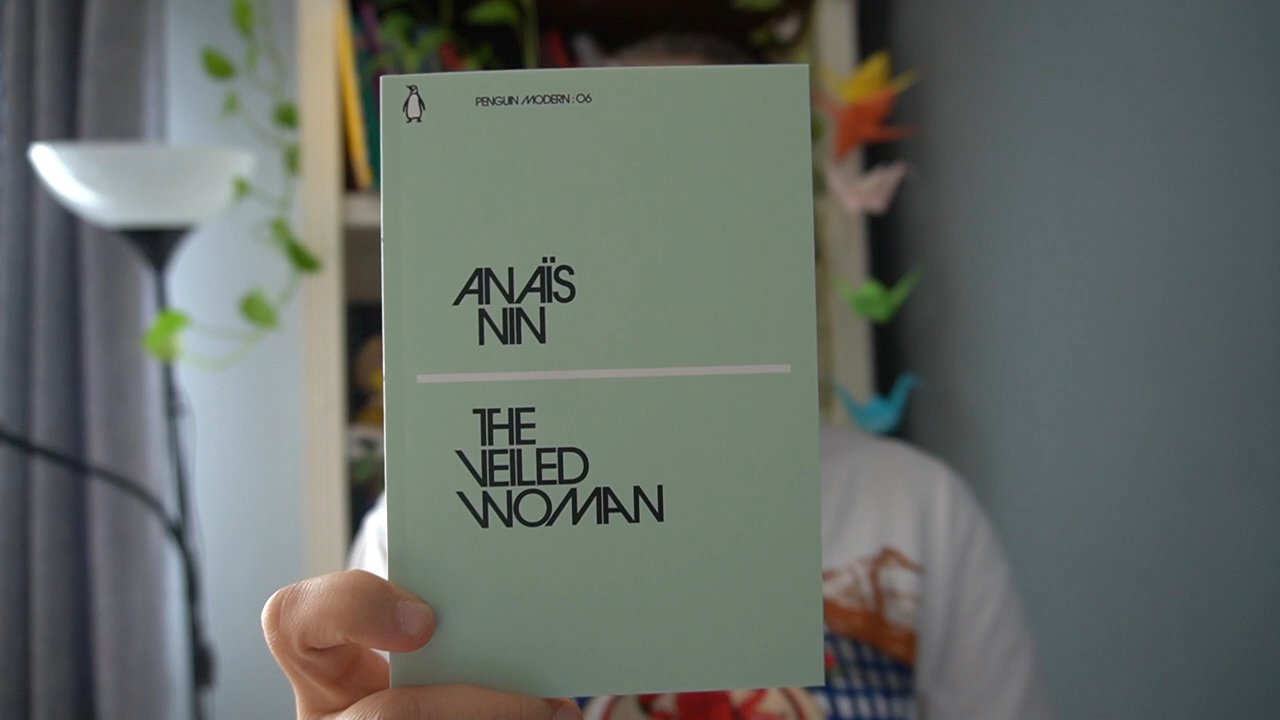 PENGUIN MODERN : 06
ANAÏS
NIN
THE
VEILED
WOMAN